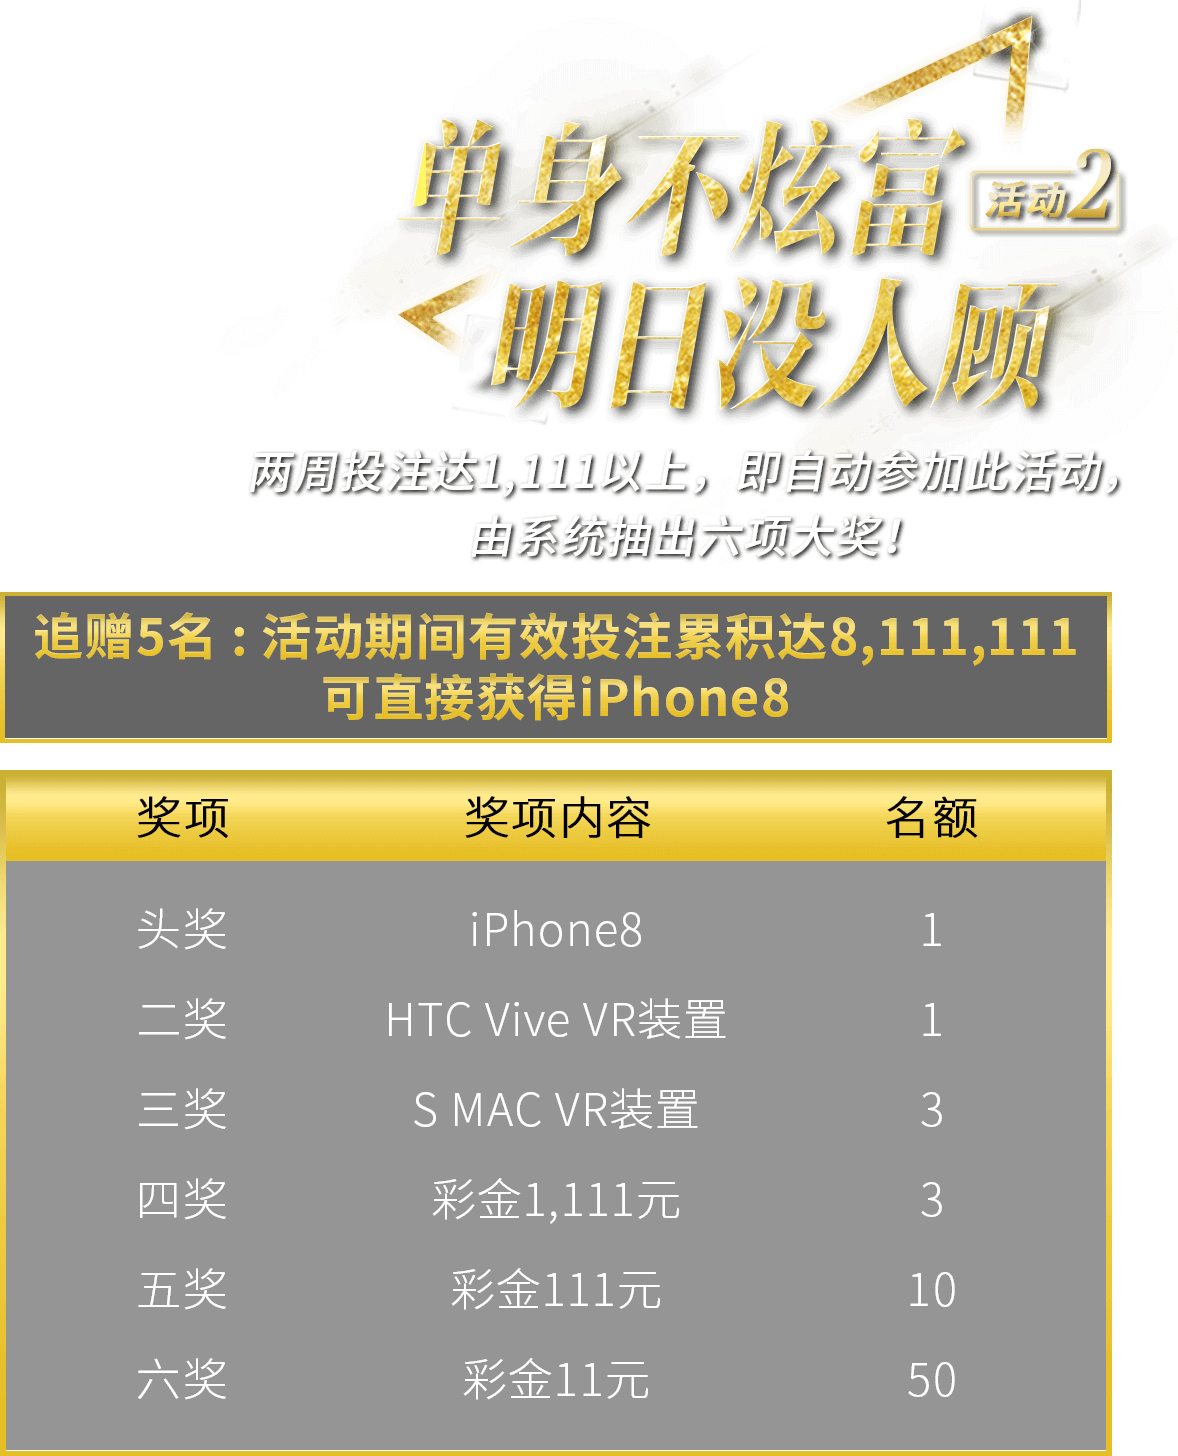 单身不炫富
活动2
明日没人顾
两周投注达1,111以上，即自动参加此活动，
由系统抽出六项大奖!
追赠5名：活动期间有效投注累积达8,111,111
可直接获得iPhone8
奖项 奖项内容 名额
头奖 iPhone8 1
二奖 HTC Vive VR装置 1
三奖 S MAC VR装置 3
四奖 彩金1,111元 3
五奖 彩金111元 10
六奖 彩金11元 50